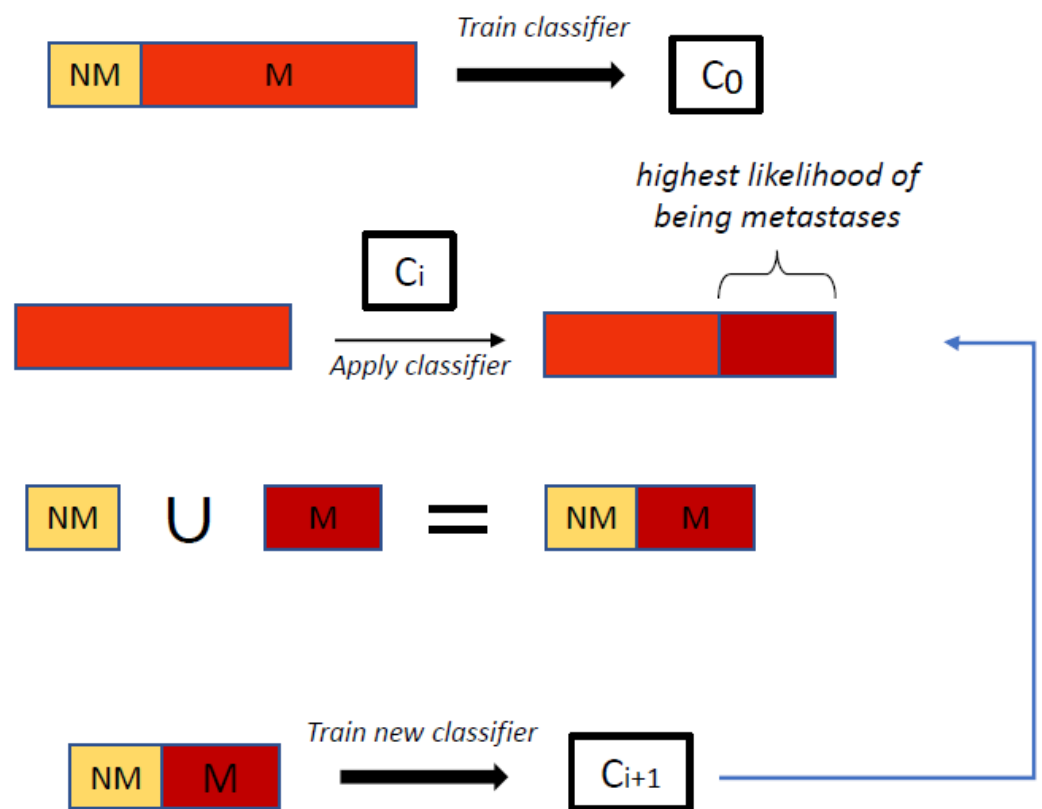 Train classifier
NM M C0
highest likelihood of
being metastases
Ci
Apply classifier
NM ∪ M = NM M
Train new classifier
NM M Ci+1